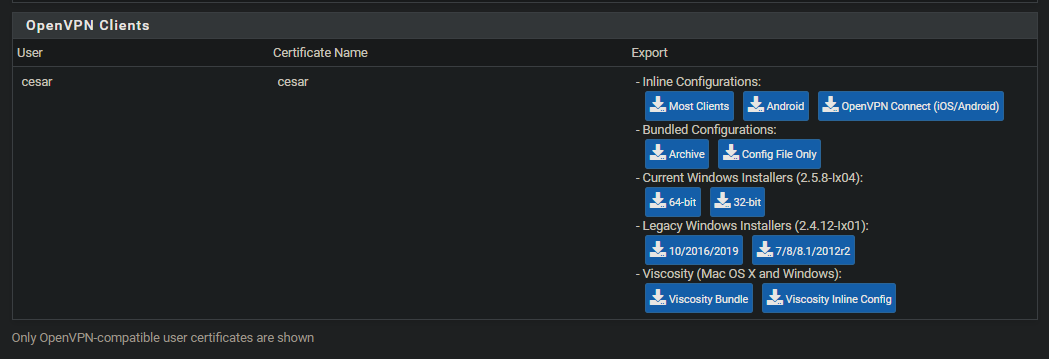 OpenVPN Clients
User Certificate Name Export
cesar cesar - Inline Configurations:
Most Clients Android OpenVPN Connect (iOS/Android)
- Bundled Configurations:
Archive Config File Only
- Current Windows Installers (2.5.8-Ix04):
64-bit 32-bit
- Legacy Windows Installers (2.4.12-Ix01):
10/2016/2019 7/8/8.1/2012r2
- Viscosity (Mac OS X and Windows):
Viscosity Bundle Viscosity Inline Config
Only OpenVPN-compatible user certificates are shown